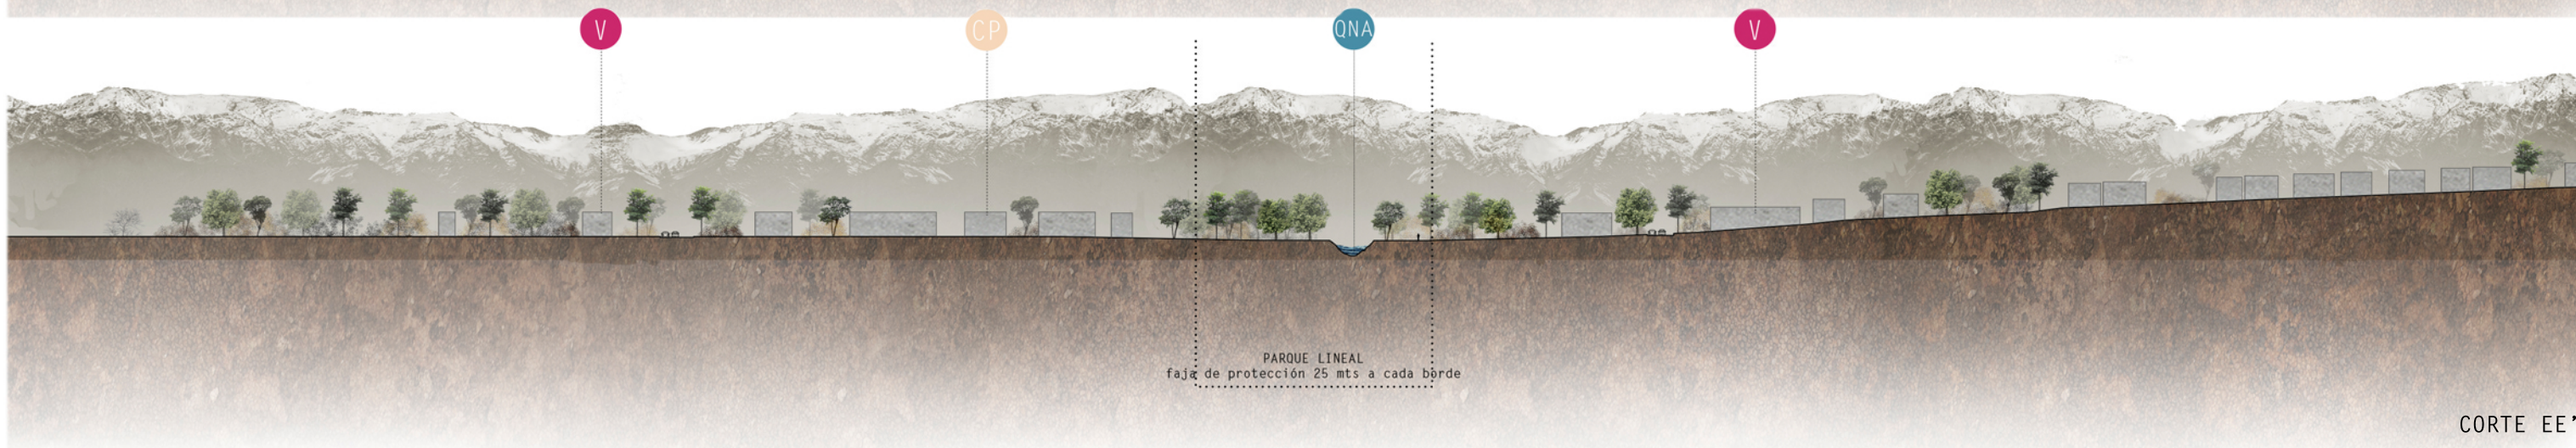 V
CP
QNA
V
PARQUE LINEAL
faja de protección 25 mts a cada borde
CORTE EE'